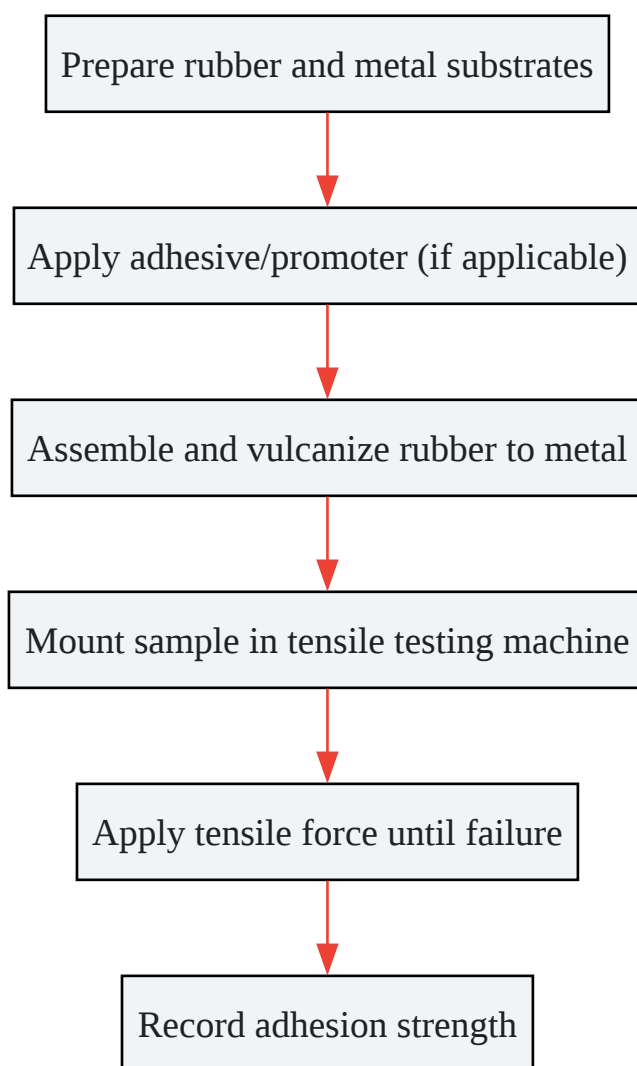 Prepare rubber and metal substrates
Apply adhesive/promoter (if applicable)
Assemble and vulcanize rubber to metal
Mount sample in tensile testing machine
Apply tensile force until failure
Record adhesion strength